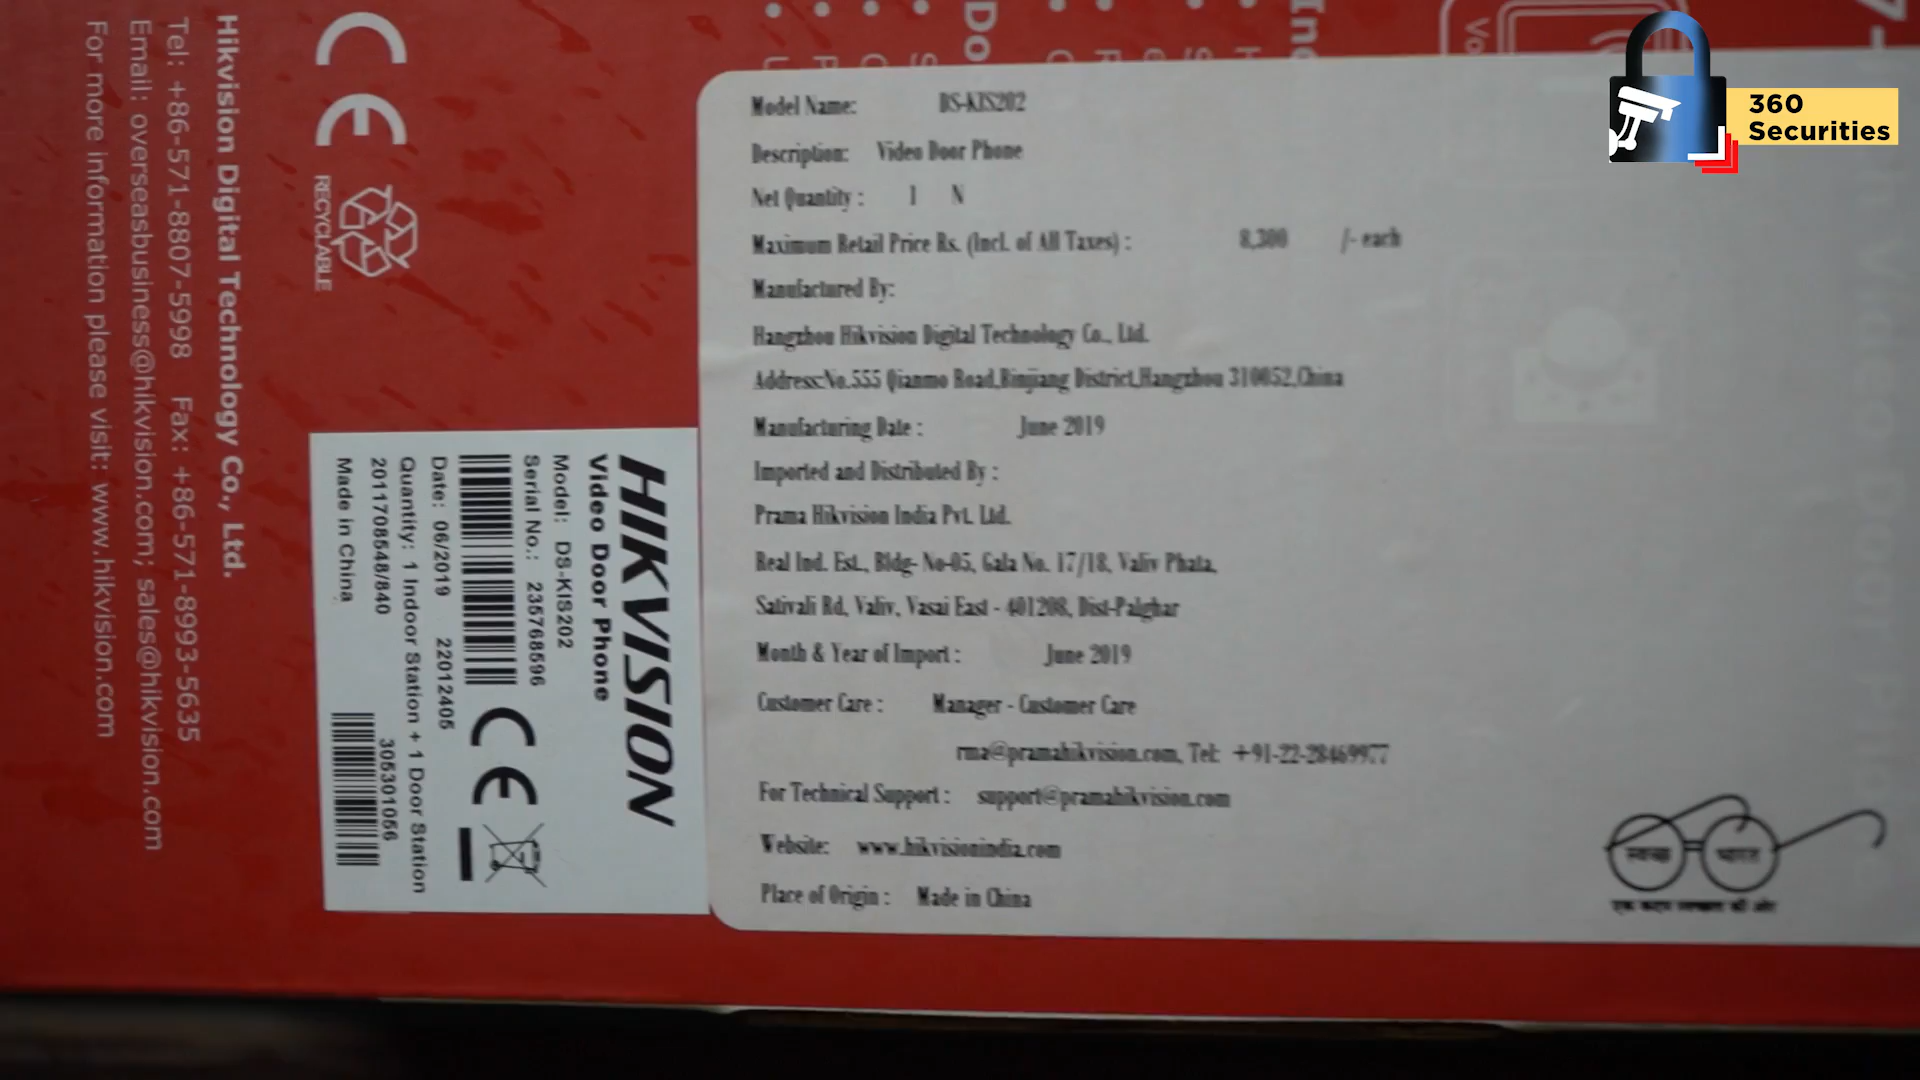 360
Securities
Model Name: DS-KIS202
Description: Video Door Phone
Net Quantity : 1 N
Maximum Retail Price Rs. (Incl. of All Taxes) : 8,300 /- each
Manufactured By:
Hangzhou Hikvision Digital Technology Co., Ltd.
Address:No.555 Qianmo Road,Binjiang District,Hangzhou 310052,China
Manufacturing Date : June 2019
Imported and Distributed By :
Prama Hikvision India Pvt. Ltd.
Real Ind. Est., Bldg- No-05, Gala No. 17/18, Valiv Phata,
Sativali Rd, Valiv, Vasai East - 401208, Dist-Palghar
Month & Year of Import : June 2019
Customer Care : Manager - Customer Care
rma@pramahikvision.com, Tel: +91-22-28469977
For Technical Support : support@pramahikvision.com
Website: www.hikvisionindia.com
Place of Origin : Made in China
स्वच्छ भारत
एक कदम स्वच्छता की ओर
HIKVISION
Video Door Phone
Model: DS-KIS202
Serial No.: 235768596
Date: 06/2019 22012405
Quantity: 1 Indoor Station + 1 Door Station
201170854B/840 305301056
Made in China
RECYCLABLE
Hikvision Digital Technology Co., Ltd.
Tel: +86-571-8807-5998 Fax: +86-571-8993-5635
Email: overseasbusiness@hikvision.com; sales@hikvision.com
For more information please visit: www.hikvision.com